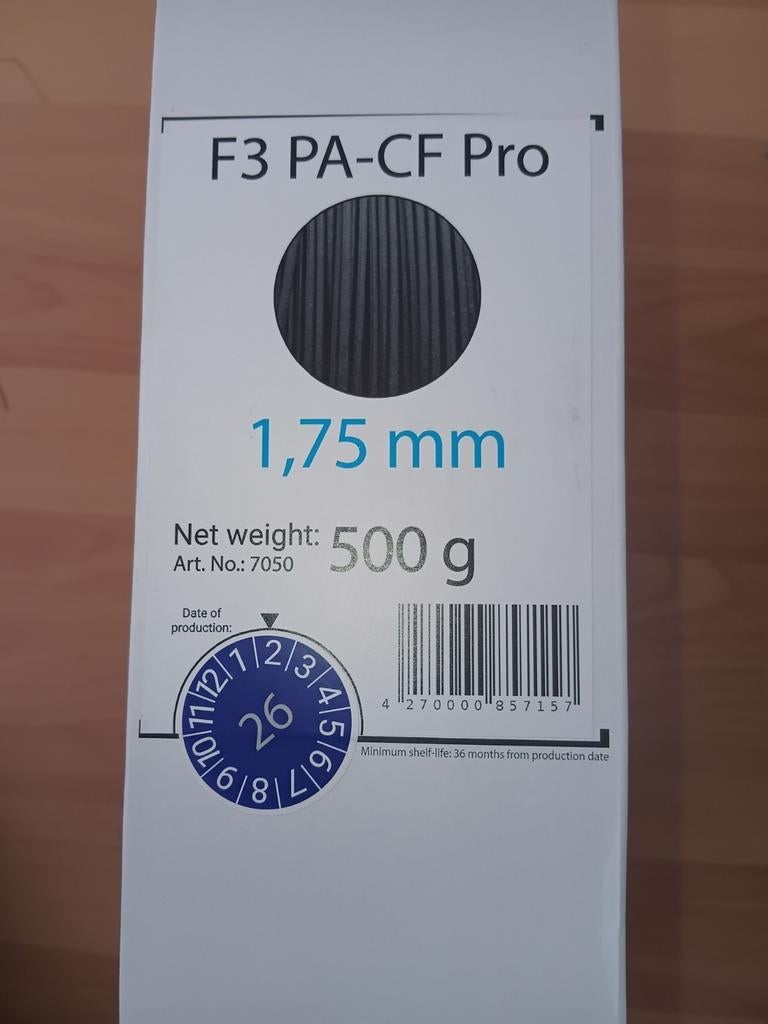 F3 PA-CF Pro
1,75 mm
Net weight: 500 g
Art. No.: 7050
Date of
production:
1 2 3 4 5 6 7 8 9 10 11 12
26
4 270000 857157
Minimum shelf-life: 36 months from production date